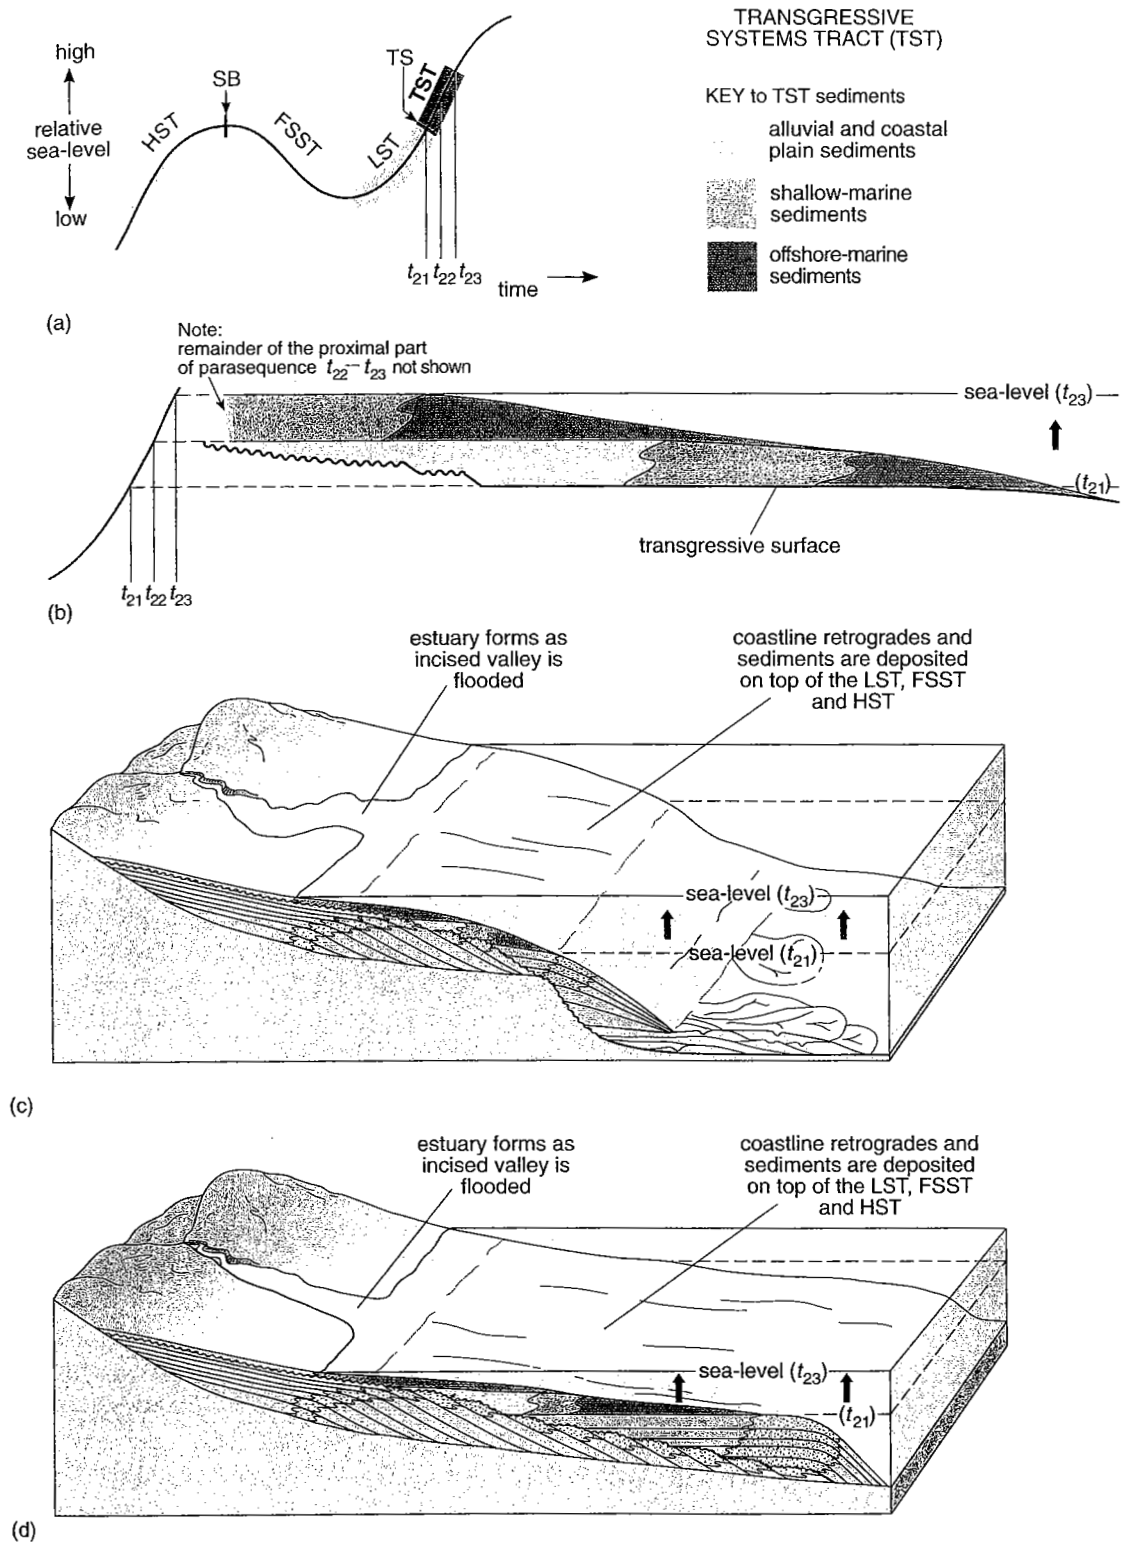 TRANSGRESSIVE
SYSTEMS TRACT (TST)
KEY to TST sediments
alluvial and coastal
plain sediments
shallow-marine
sediments
offshore-marine
sediments
high
relative
sea-level
low
HST
SB
FSST
LST
TS
TST
t21 t22 t23
time
(a)
Note:
remainder of the proximal part
of parasequence t22–t23 not shown
sea-level (t23)
(t21)
transgressive surface
t21 t22 t23
(b)
estuary forms as
incised valley is
flooded
coastline retrogrades and
sediments are deposited
on top of the LST, FSST
and HST
sea-level (t23)
sea-level (t21)
(c)
estuary forms as
incised valley is
flooded
coastline retrogrades and
sediments are deposited
on top of the LST, FSST
and HST
sea-level (t23)
(t21)
(d)